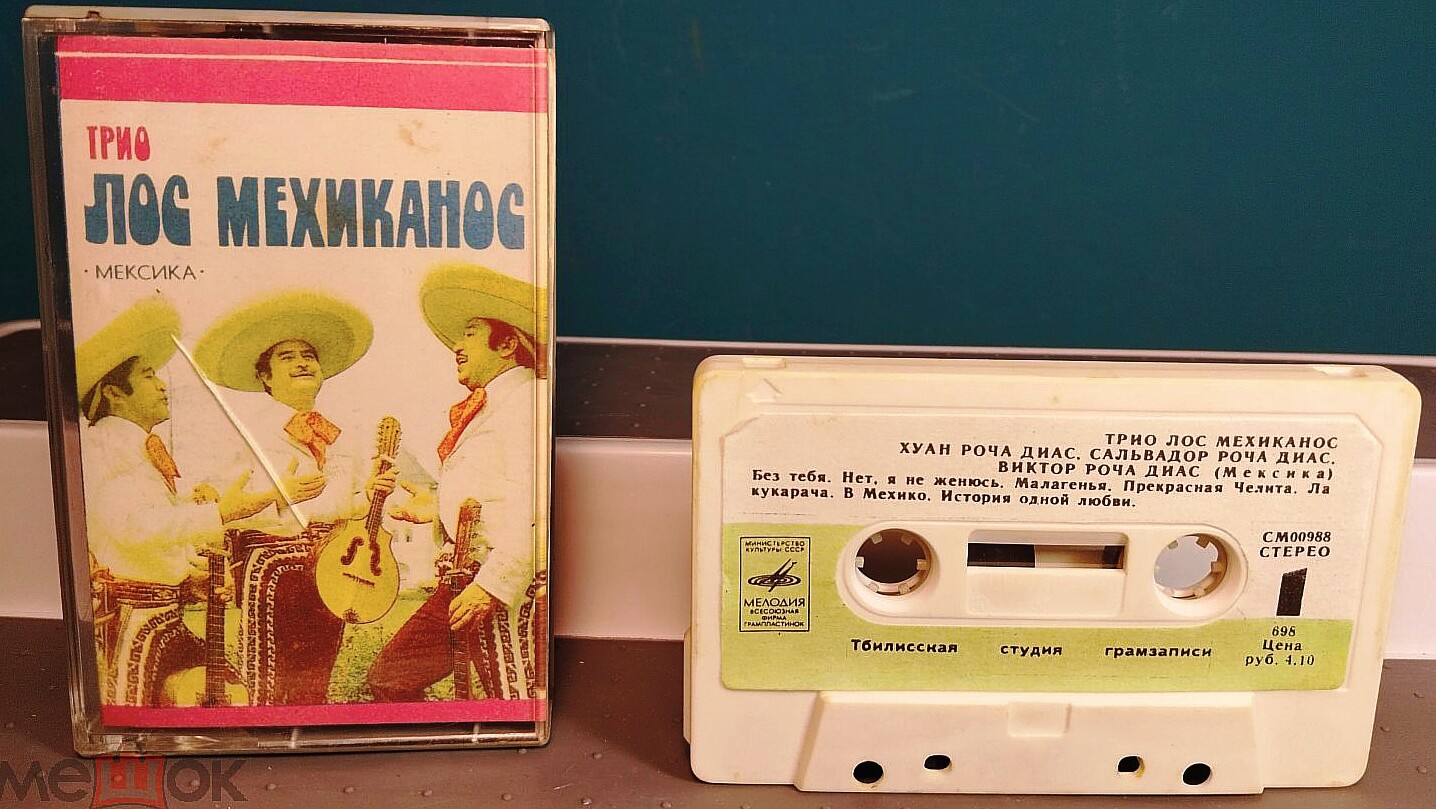 ТРИО
ЛОС МЕХИКАНОС
·МЕКСИКА·
ТРИО ЛОС МЕХИКАНОС
ХУАН РОЧА ДИАС, САЛЬВАДОР РОЧА ДИАС,
ВИКТОР РОЧА ДИАС (Мексика)
Без тебя. Нет, я не женюсь. Малагенья. Прекрасная Челита. Ла
кукарача. В Мехико. История одной любви.
МИНИСТЕРСТВО
КУЛЬТУРЫ СССР
МЕЛОДИЯ
ВСЕСОЮЗНАЯ
ФИРМА
ГРАМПЛАСТИНОК
СМ00988
СТЕРЕО
1
698
Цена
руб. 4.10
Тбилисская студия грамзаписи
мешок